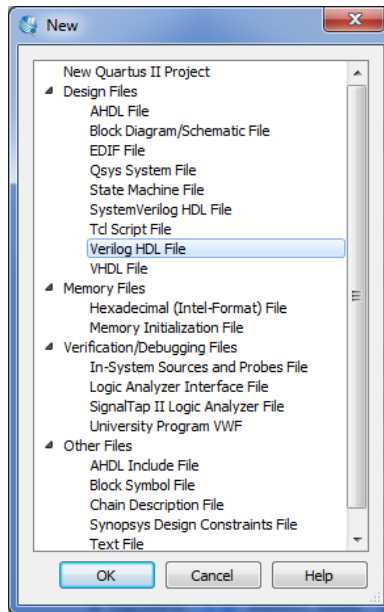 New
New Quartus II Project
Design Files
AHDL File
Block Diagram/Schematic File
EDIF File
Qsys System File
State Machine File
SystemVerilog HDL File
Tcl Script File
Verilog HDL File
VHDL File
Memory Files
Hexadecimal (Intel-Format) File
Memory Initialization File
Verification/Debugging Files
In-System Sources and Probes File
Logic Analyzer Interface File
SignalTap II Logic Analyzer File
University Program VWF
Other Files
AHDL Include File
Block Symbol File
Chain Description File
Synopsys Design Constraints File
Text File
OK Cancel Help